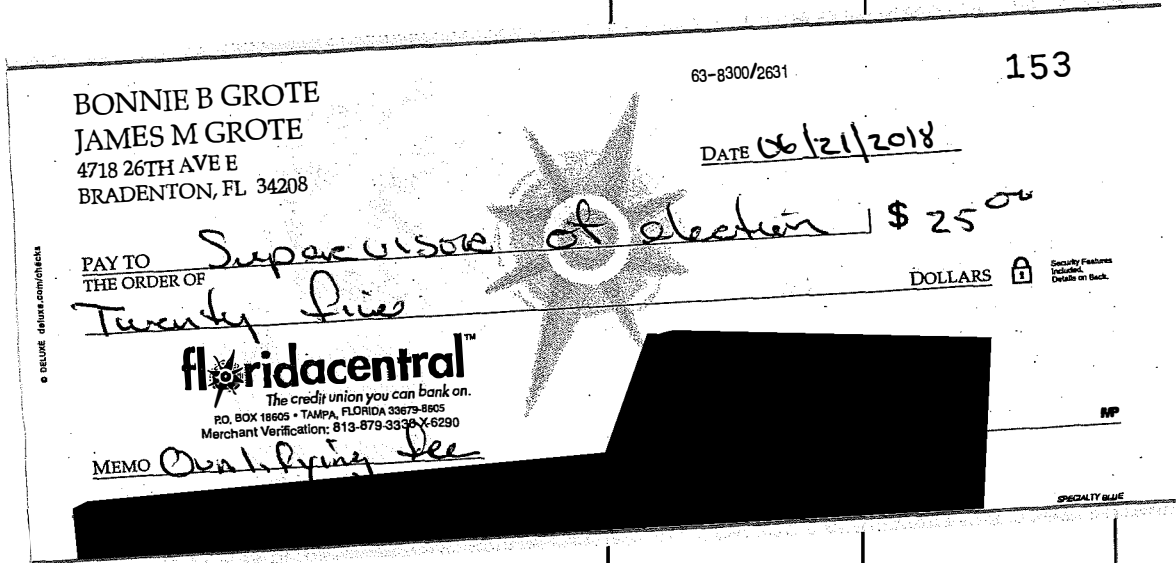 63-8300/2631
153
BONNIE B GROTE
JAMES M GROTE
4718 26TH AVE E
BRADENTON, FL 34208
DATE 06/21/2018
PAY TO THE ORDER OF Supervisore of election $ 25 00
Twenty five DOLLARS
Security Features
Included.
Details on Back.
© DELUXE deluxe.com/checks
floridacentral™
The credit union you can bank on.
P.O. BOX 18605 • TAMPA, FLORIDA 33679-8605
Merchant Verification: 813-879-3333 X-6290
MP
MEMO Qualifying fee
SPECIALTY BLUE